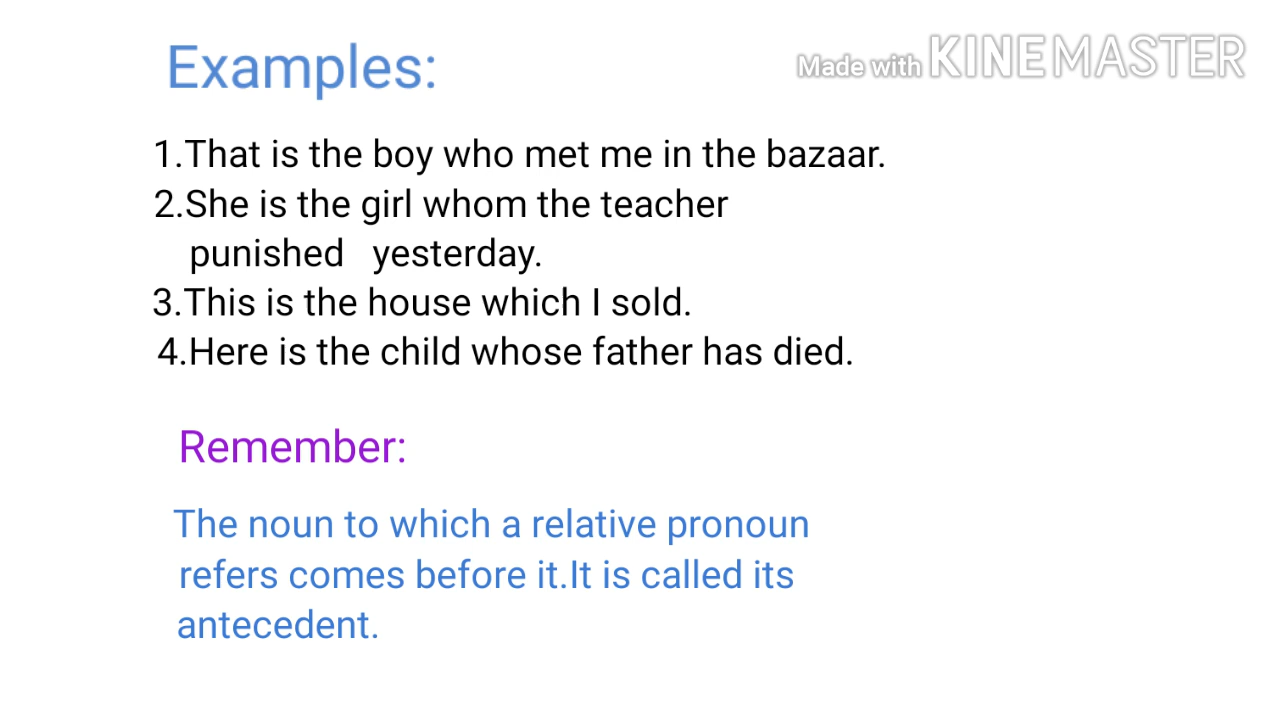 Examples:
Made with KINEMASTER
1.That is the boy who met me in the bazaar.
2.She is the girl whom the teacher
punished yesterday.
3.This is the house which I sold.
4.Here is the child whose father has died.
Remember:
The noun to which a relative pronoun
refers comes before it.It is called its
antecedent.